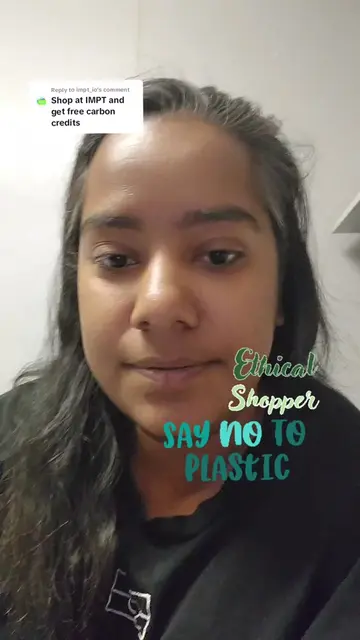 Reply to impt_io's comment
Shop at IMPT and
get free carbon
credits
Ethical
Shopper
SAY NO TO
PLASTIC